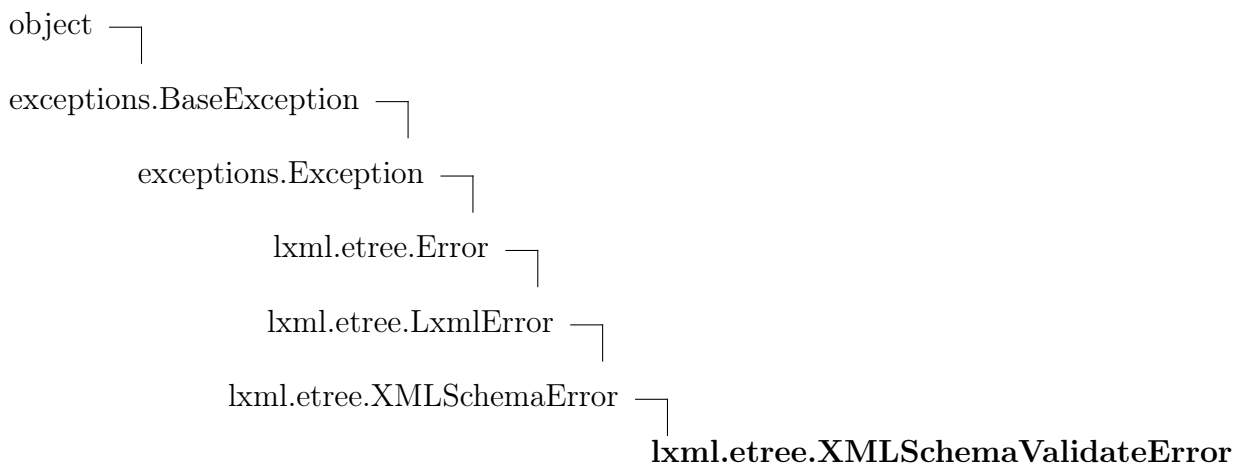 object
exceptions.BaseException
exceptions.Exception
lxml.etree.Error
lxml.etree.LxmlError
lxml.etree.XMLSchemaError
lxml.etree.XMLSchemaValidateError